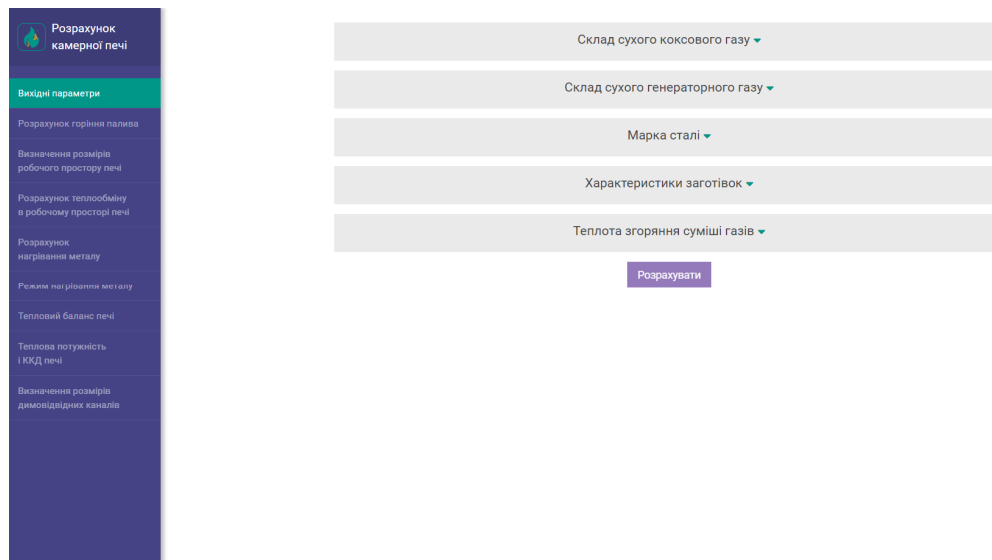 Розрахунок
камерної печі
Вихідні параметри
Розрахунок горіння палива
Визначення розмірів
робочого простору печі
Розрахунок теплообміну
в робочому просторі печі
Розрахунок
нагрівання металу
Режим нагрівання металу
Тепловий баланс печі
Теплова потужність
і ККД печі
Визначення розмірів
димовідвідних каналів
Склад сухого коксового газу
Склад сухого генераторного газу
Марка сталі
Характеристики заготівок
Теплота згоряння суміші газів
Розрахувати